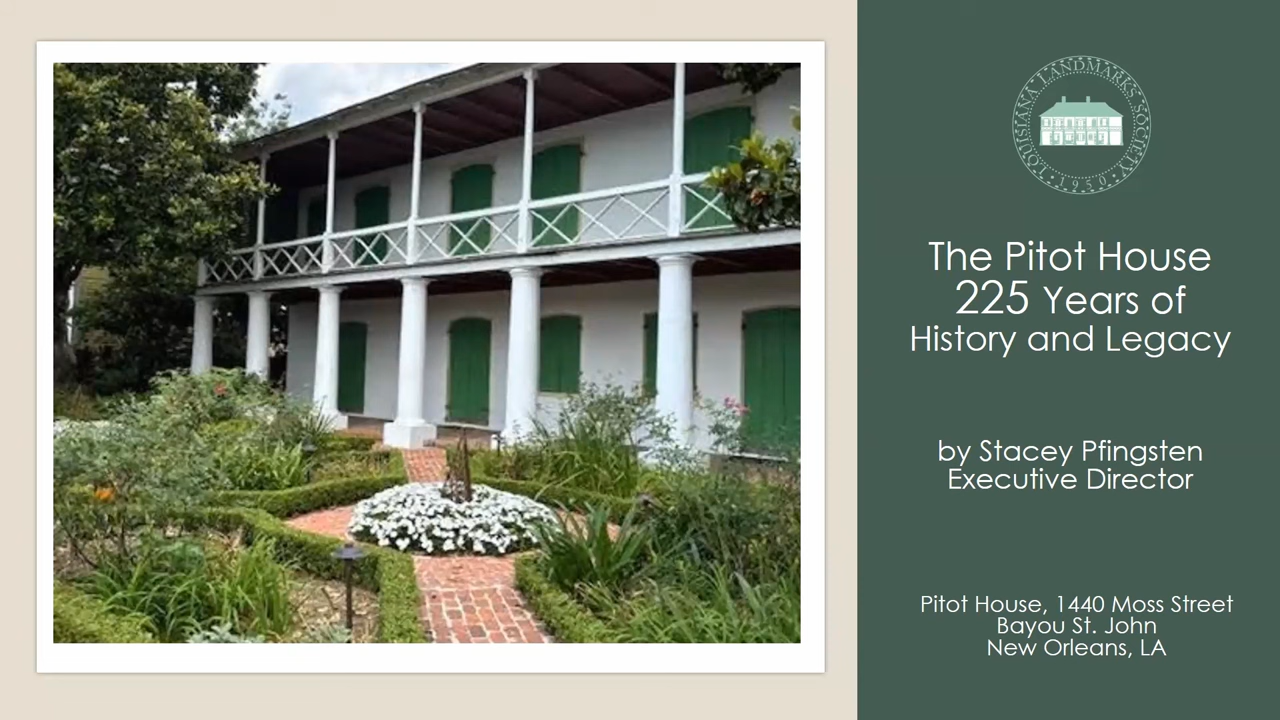 LOUISIANA LANDMARKS SOCIETY
• 1950 •
The Pitot House
225 Years of
History and Legacy
by Stacey Pfingsten
Executive Director
Pitot House, 1440 Moss Street
Bayou St. John
New Orleans, LA